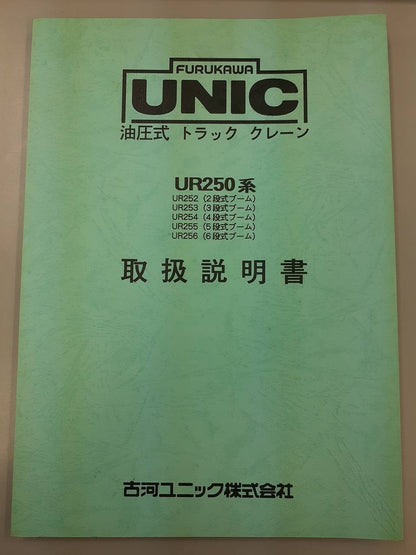 FURUKAWA
UNIC
油圧式 トラック クレーン
UR250系
UR252 (2段式ブーム)
UR253 (3段式ブーム)
UR254 (4段式ブーム)
UR255 (5段式ブーム)
UR256 (6段式ブーム)
取扱説明書
古河ユニック株式会社